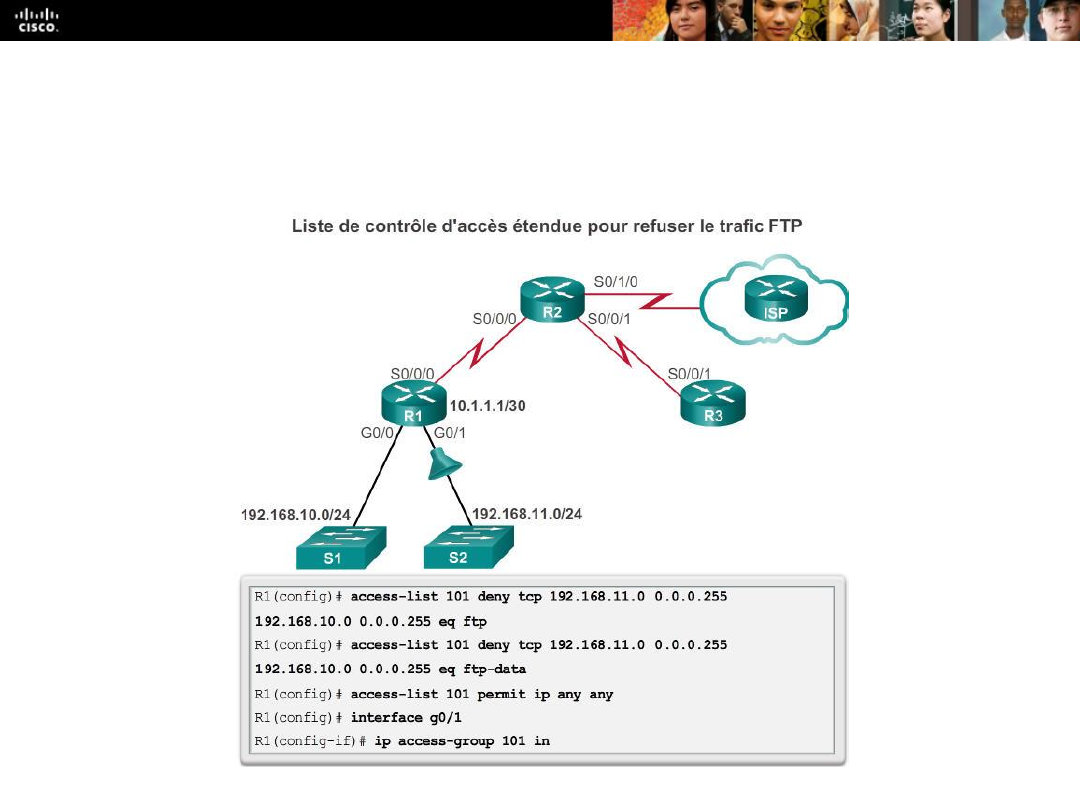 CISCO.
Liste de contrôle d'accès étendue pour refuser le trafic FTP
S0/1/0
R2
ISP
S0/0/0
S0/0/1
S0/0/0
S0/0/1
R1
10.1.1.1/30
R3
G0/0
G0/1
192.168.10.0/24
192.168.11.0/24
S1
S2
R1(config)# access-list 101 deny tcp 192.168.11.0 0.0.0.255
192.168.10.0 0.0.0.255 eq ftp
R1(config)# access-list 101 deny tcp 192.168.11.0 0.0.0.255
192.168.10.0 0.0.0.255 eq ftp-data
R1(config)# access-list 101 permit ip any any
R1(config)# interface g0/1
R1(config-if)# ip access-group 101 in